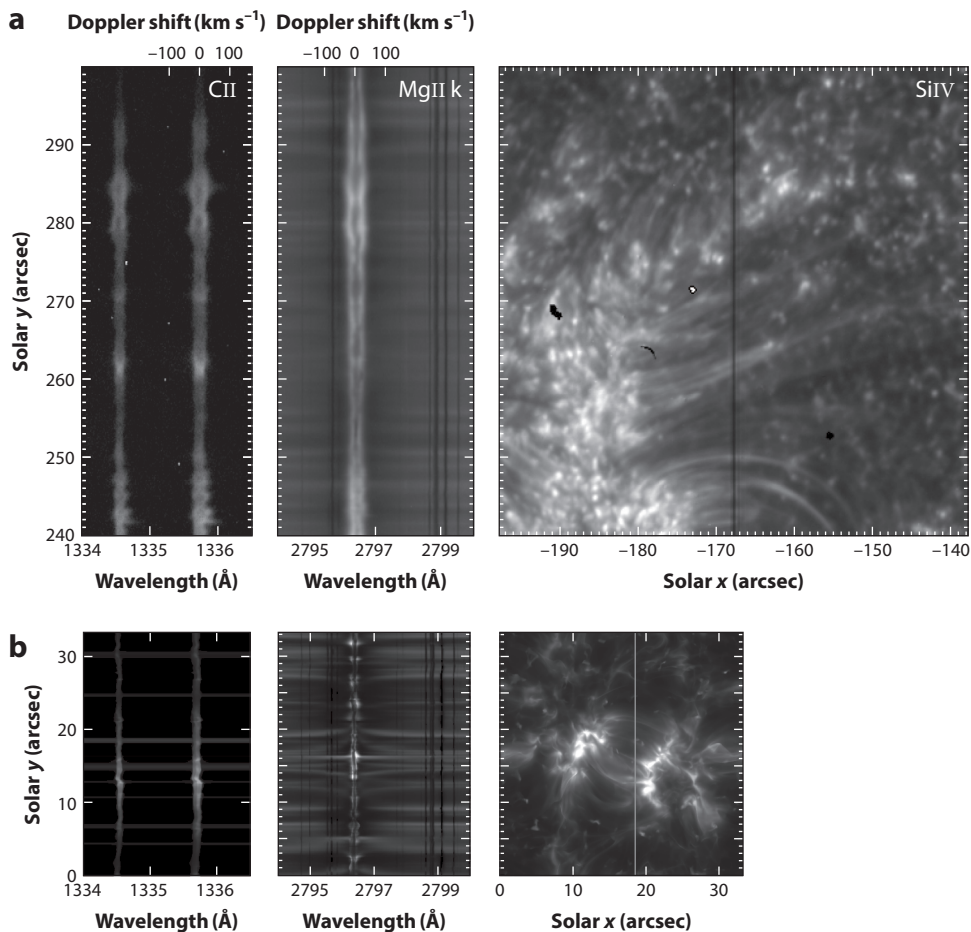 a
Doppler shift (km s⁻¹) Doppler shift (km s⁻¹)
−100 0 100 −100 0 100
CII MgII k SiIV
290
280
270
260
250
240
Solar y (arcsec)
1334 1335 1336 2795 2797 2799 −190 −180 −170 −160 −150 −140
Wavelength (Å) Wavelength (Å) Solar x (arcsec)
b
30
20
10
0
Solar y (arcsec)
1334 1335 1336 2795 2797 2799 0 10 20 30
Wavelength (Å) Wavelength (Å) Solar x (arcsec)